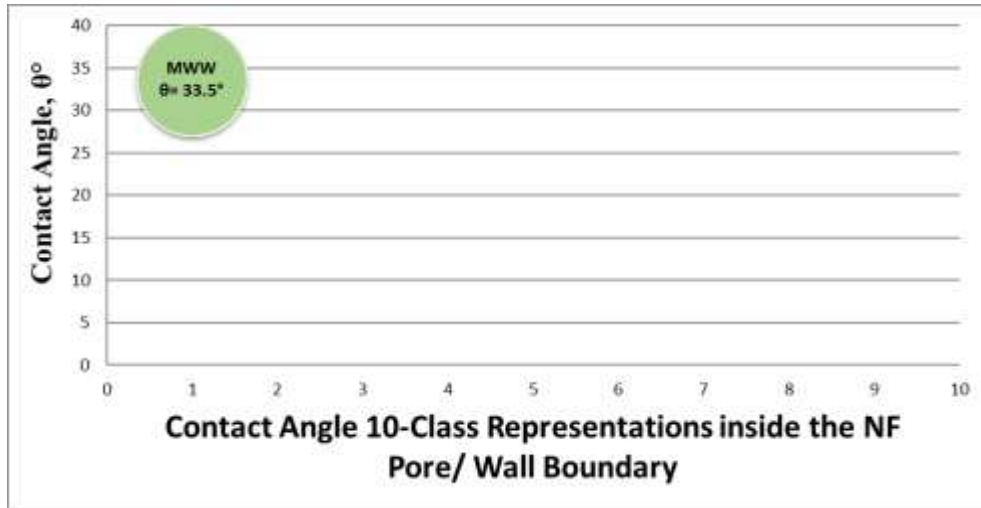 40
35
30
25
20
15
10
5
0
MWW
θ= 33.5°
Contact Angle, θ°
0 1 2 3 4 5 6 7 8 9 10
Contact Angle 10-Class Representations inside the NF
Pore/ Wall Boundary